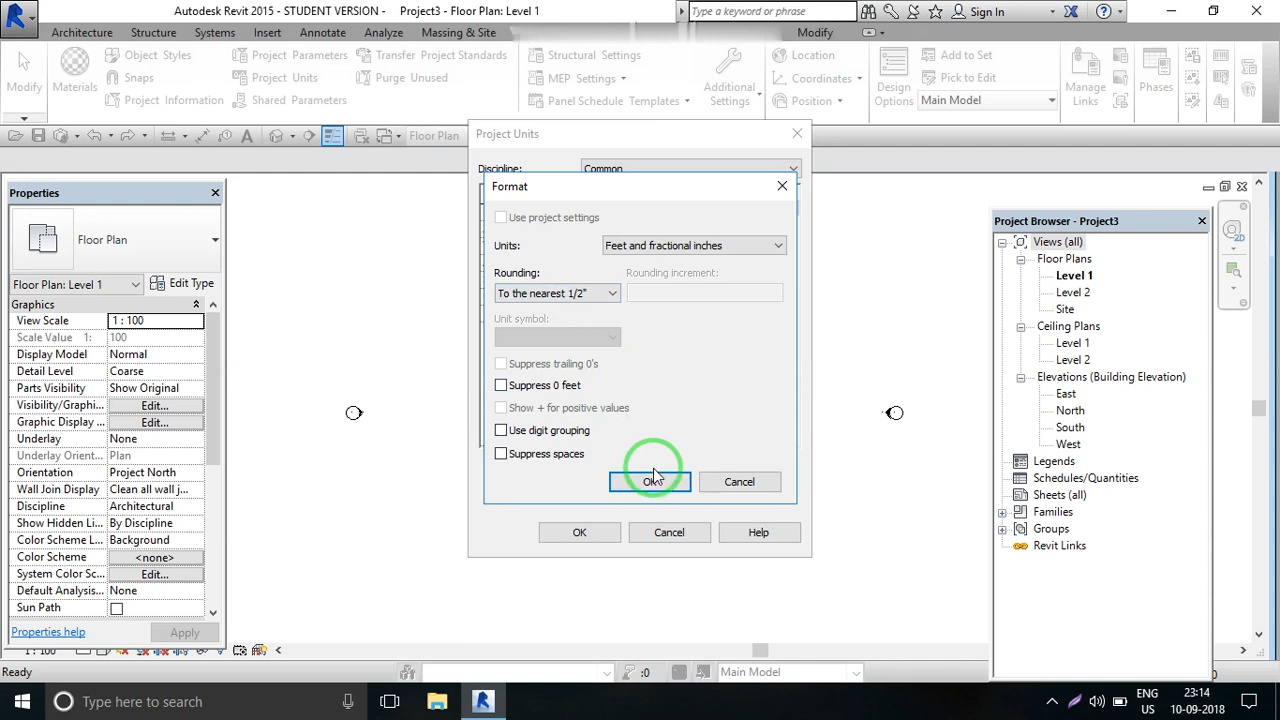 Autodesk Revit 2015 - STUDENT VERSION - Project3 - Floor Plan: Level 1
Type a keyword or phrase
Sign In
Architecture Structure Systems Insert Annotate Analyze Massing & Site Modify
Modify
Materials
Object Styles
Snaps
Project Information
Project Parameters
Project Units
Shared Parameters
Transfer Project Standards
Purge Unused
Structural Settings
MEP Settings
Panel Schedule Templates
Additional
Settings
Location
Coordinates
Position
Design
Options
Add to Set
Pick to Edit
Main Model
Manage
Links
Phases
Floor Plan
Properties
Floor Plan
Floor Plan: Level 1
Edit Type
Graphics
View Scale 1 : 100
Scale Value 1: 100
Display Model Normal
Detail Level Coarse
Parts Visibility Show Original
Visibility/Graphi... Edit...
Graphic Display ... Edit...
Underlay None
Underlay Orien... Plan
Orientation Project North
Wall Join Display Clean all wall j...
Discipline Architectural
Show Hidden Li... By Discipline
Color Scheme L... Background
Color Scheme <none>
System Color Sc... Edit...
Default Analysis... None
Sun Path
Properties help
Apply
Project Units
Discipline: Common
Format
Use project settings
Units: Feet and fractional inches
Rounding: Rounding increment:
To the nearest 1/2"
Unit symbol:
Suppress trailing 0's
Suppress 0 feet
Show + for positive values
Use digit grouping
Suppress spaces
OK Cancel
OK Cancel Help
Project Browser - Project3
Views (all)
Floor Plans
Level 1
Level 2
Site
Ceiling Plans
Level 1
Level 2
Elevations (Building Elevation)
East
North
South
West
Legends
Schedules/Quantities
Sheets (all)
Families
Groups
Revit Links
2D
1 : 100
Ready
:0
Main Model
Type here to search
ENG
23:14
IN
10-09-2018